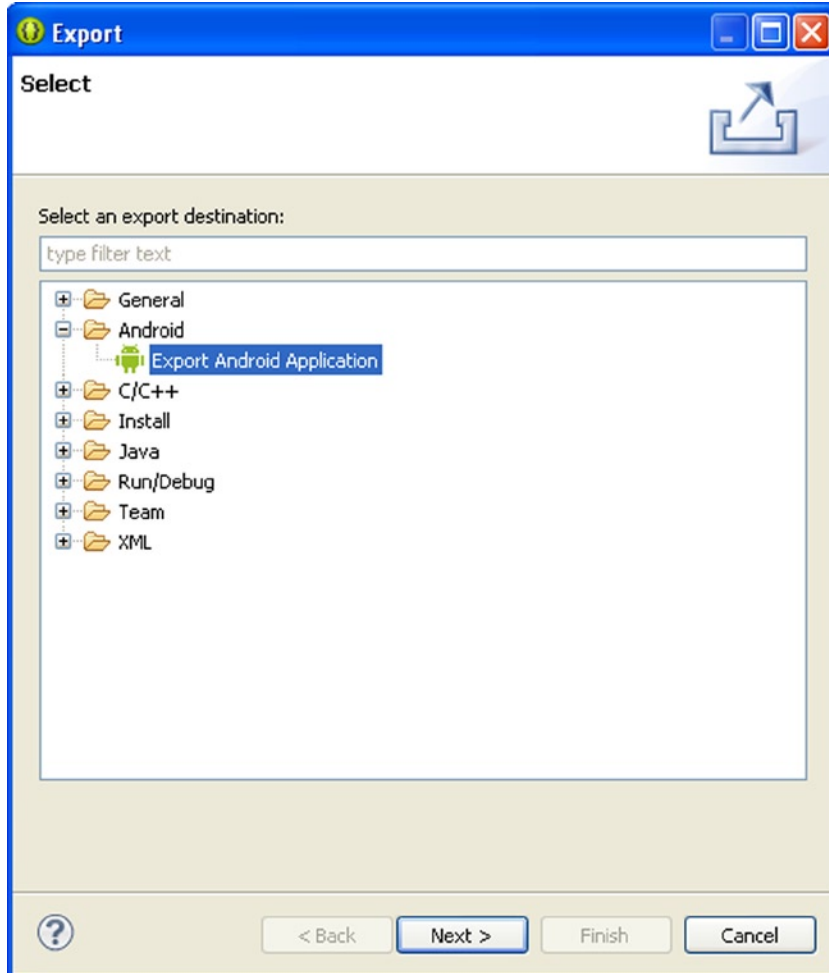 Export
Select
Select an export destination:
type filter text
General
Android
Export Android Application
C/C++
Install
Java
Run/Debug
Team
XML
< Back Next > Finish Cancel